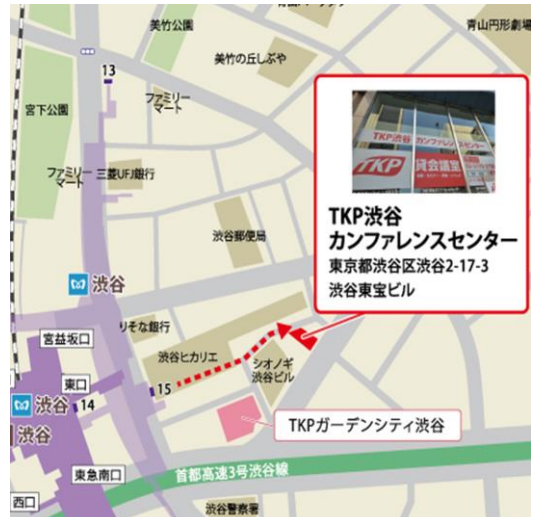 美竹公園
青山円形劇場
13
美竹の丘しぶや
宮下公園
ファミリー
マート
ファミリー
マート
三菱UFJ銀行
TKP渋谷 カンファレンスセンター
TKP 貸会議室
TKP渋谷
カンファレンスセンター
東京都渋谷区渋谷2-17-3
渋谷東宝ビル
渋谷郵便局
渋谷
りそな銀行
宮益坂口
渋谷ヒカリエ
シオノギ
渋谷ビル
東口
15
渋谷
14
渋谷
TKPガーデンシティ渋谷
東急南口
首都高速3号渋谷線
西口
渋谷警察署